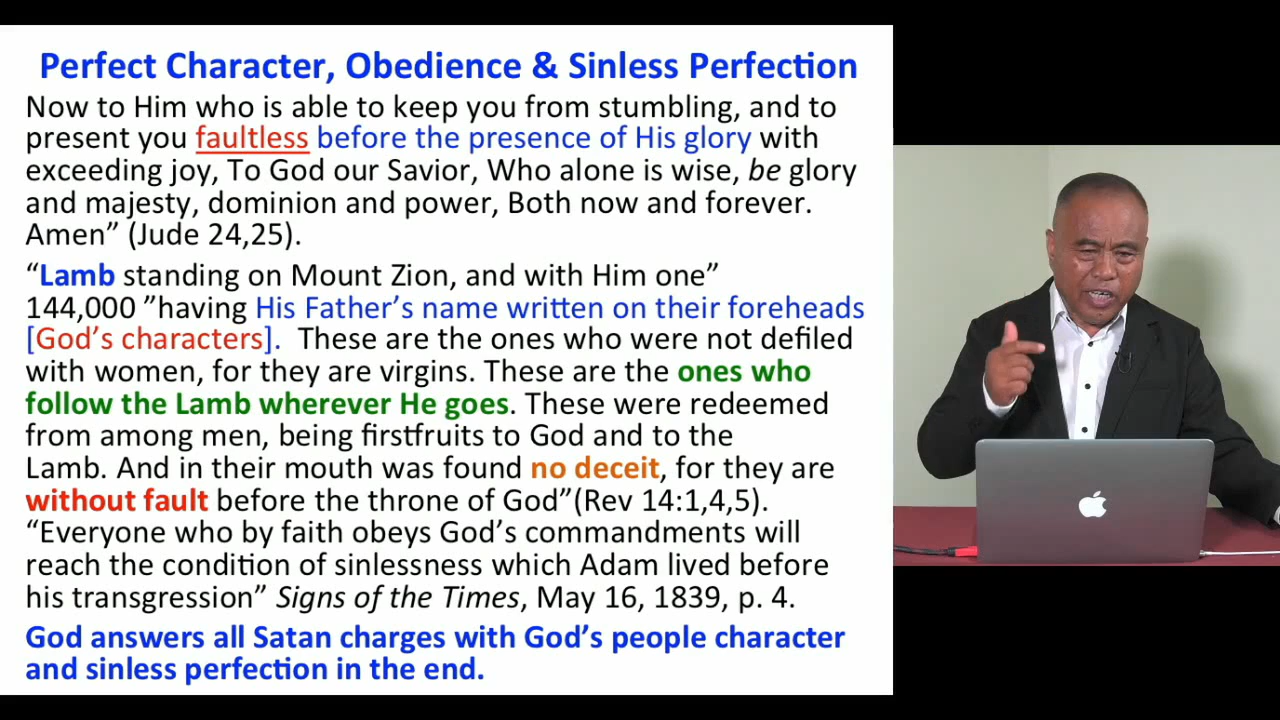 Perfect Character, Obedience & Sinless Perfection
Now to Him who is able to keep you from stumbling, and to
present you faultless before the presence of His glory with
exceeding joy, To God our Savior, Who alone is wise, be glory
and majesty, dominion and power, Both now and forever.
Amen” (Jude 24,25).
“Lamb standing on Mount Zion, and with Him one”
144,000 ”having His Father’s name written on their foreheads
[God’s characters].  These are the ones who were not defiled
with women, for they are virgins. These are the ones who
follow the Lamb wherever He goes. These were redeemed
from among men, being firstfruits to God and to the
Lamb. And in their mouth was found no deceit, for they are
without fault before the throne of God”(Rev 14:1,4,5).
“Everyone who by faith obeys God’s commandments will
reach the condition of sinlessness which Adam lived before
his transgression” Signs of the Times, May 16, 1839, p. 4.
God answers all Satan charges with God’s people character
and sinless perfection in the end.